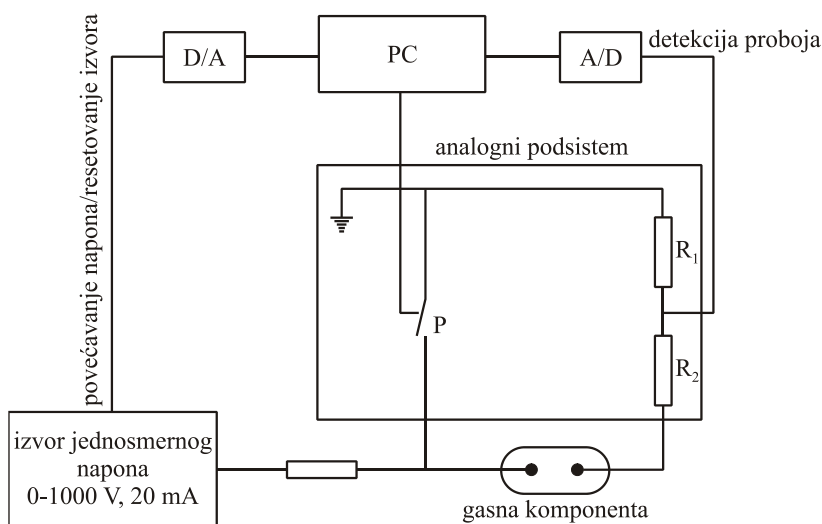 D/A
PC
A/D
detekcija proboja
povećavanje napona/resetovanje izvora
analogni podsistem
R₁
P
R₂
izvor jednosmernog
napona
0-1000 V, 20 mA
gasna komponenta